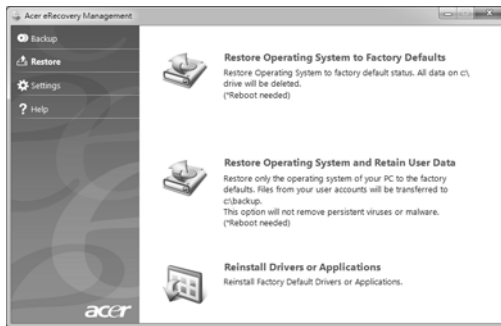 Acer eRecovery Management
Backup
Restore
Settings
Help
Restore Operating System to Factory Defaults
Restore Operating System to factory default status. All data on c:\
drive will be deleted.
(*Reboot needed)
Restore Operating System and Retain User Data
Restore only the operating system of your PC to the factory
defaults. Files from your user accounts will be transferred to
c:\backup.
This option will not remove persistent viruses or malware.
(*Reboot needed)
Reinstall Drivers or Applications
Reinstall Factory Default Drivers or Applications.
acer